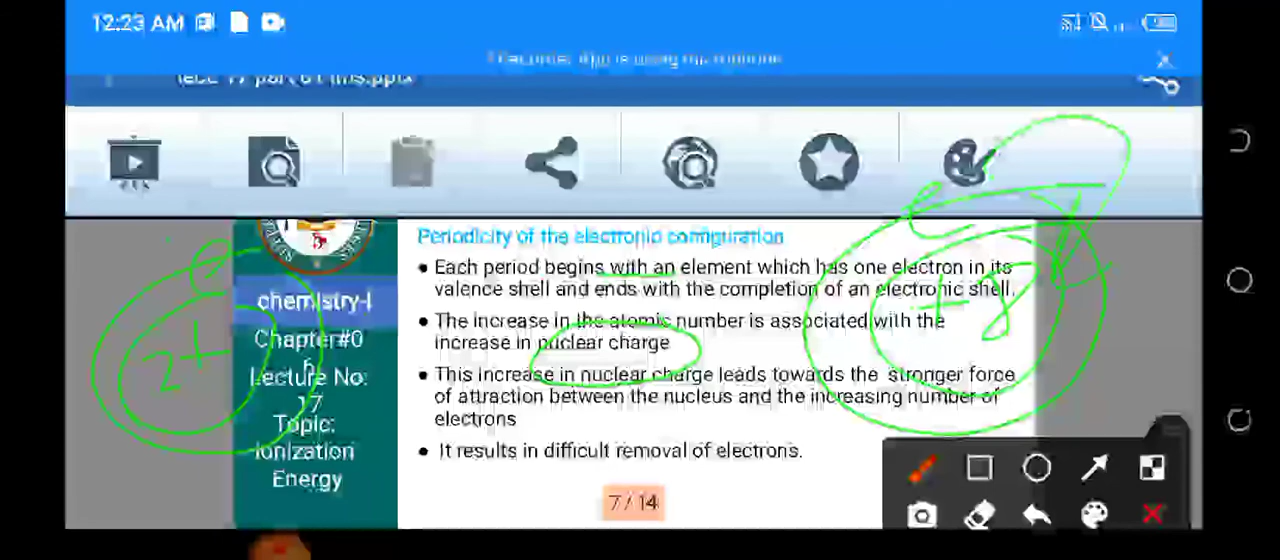 12:23 AM
Periodicity of the electronic configuration
• Each period begins with an element which has one electron in its
valence shell and ends with the completion of an electronic shell.
• The increase in the atomic number is associated with the
increase in nuclear charge
• This increase in nuclear charge leads towards the stronger force
of attraction between the nucleus and the increasing number of
electrons
• It results in difficult removal of electrons.
7 / 14
chemistry-I
Chapter#0
6
Lecture No:
17
Topic:
Ionization
Energy
2+
+8